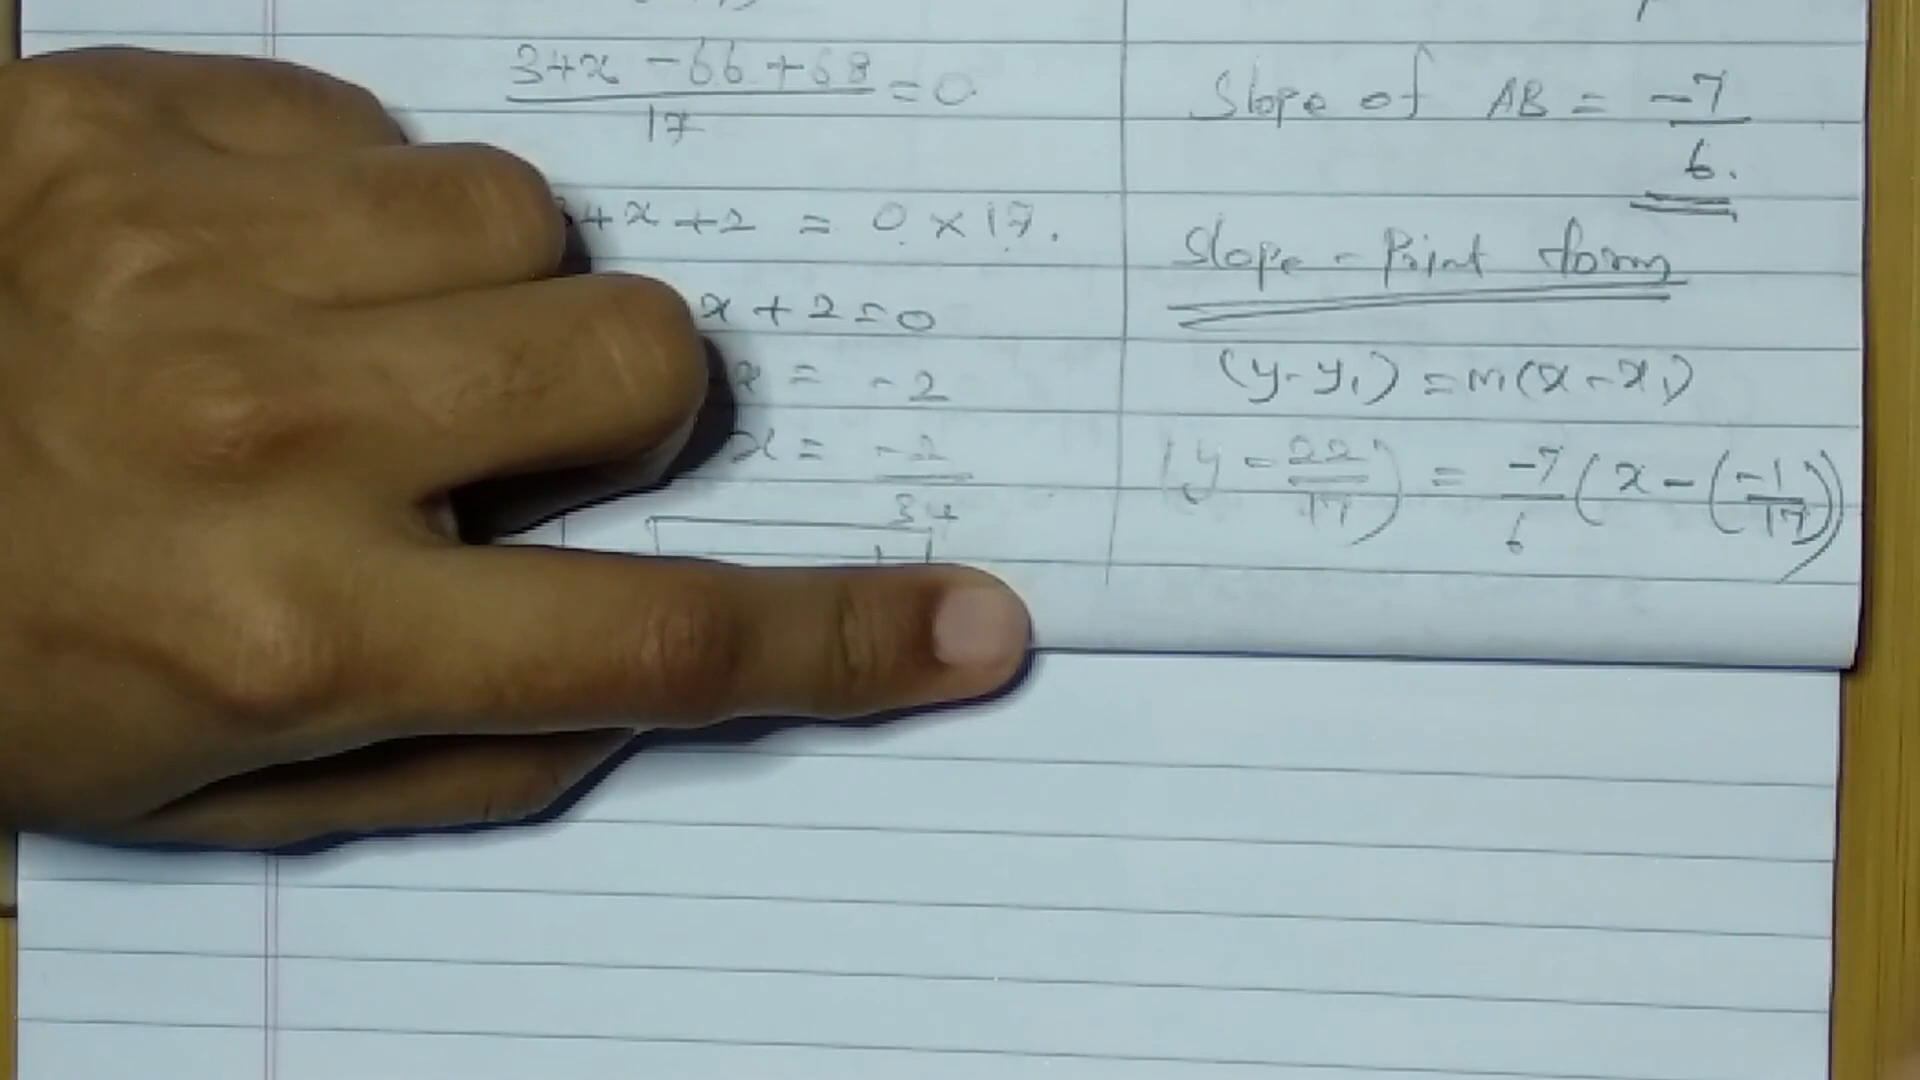 34x - 66 + 68 = 0
17
4x + 2 = 0 × 17.
x + 2 = 0
x = -2
x = -2
34
Slope of AB = -7
6.
Slope - Point form
(y - y₁) = m(x - x₁)
(y - 22/17) = -7/6 (x - (-1/17))